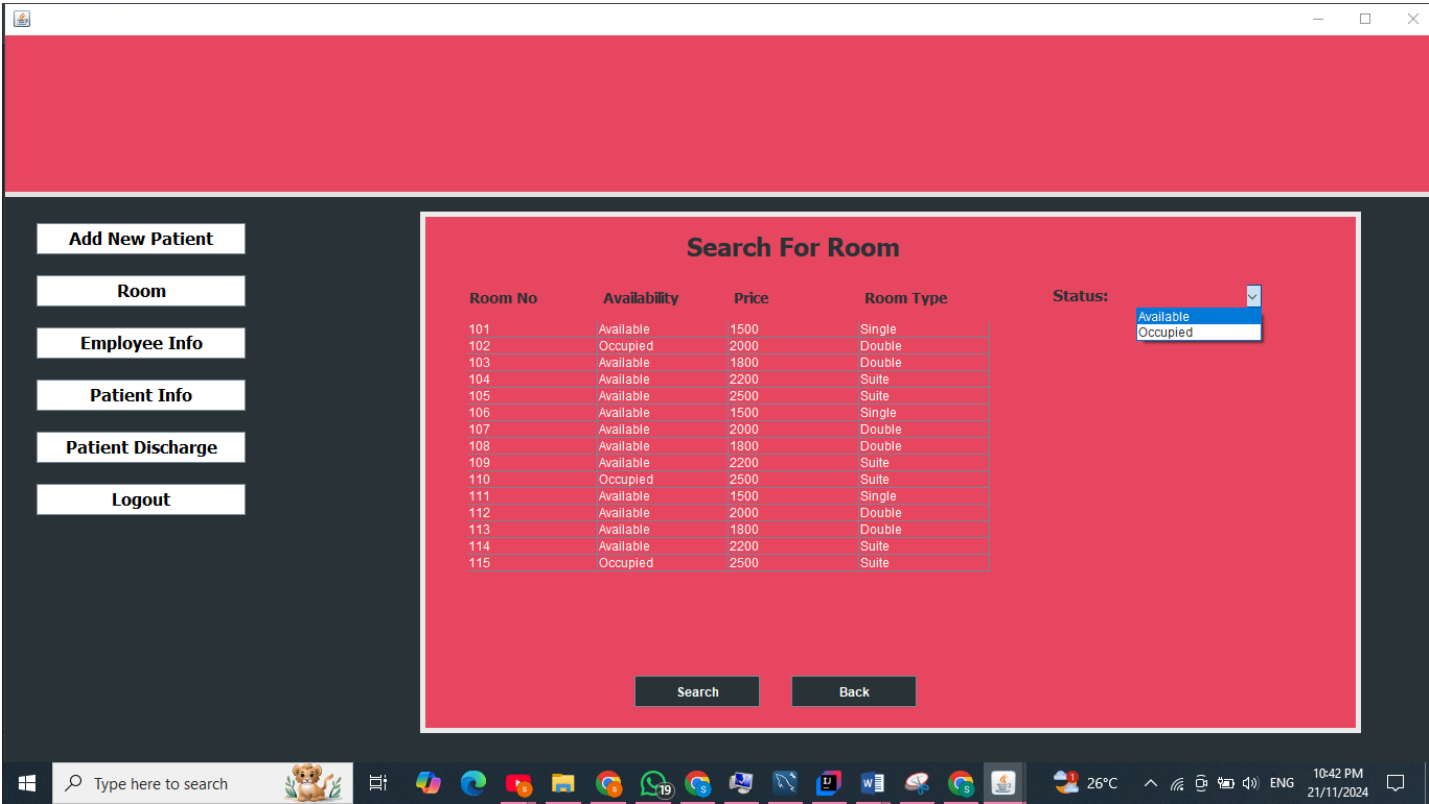 Add New Patient
Room
Employee Info
Patient Info
Patient Discharge
Logout
Search For Room
Room No Availability Price Room Type Status:
Available
Occupied
101 Available 1500 Single
102 Occupied 2000 Double
103 Available 1800 Double
104 Available 2200 Suite
105 Available 2500 Suite
106 Available 1500 Single
107 Available 2000 Double
108 Available 1800 Double
109 Available 2200 Suite
110 Occupied 2500 Suite
111 Available 1500 Single
112 Available 2000 Double
113 Available 1800 Double
114 Available 2200 Suite
115 Occupied 2500 Suite
Search Back
Type here to search
19
1
26°C
ENG
10:42 PM
21/11/2024